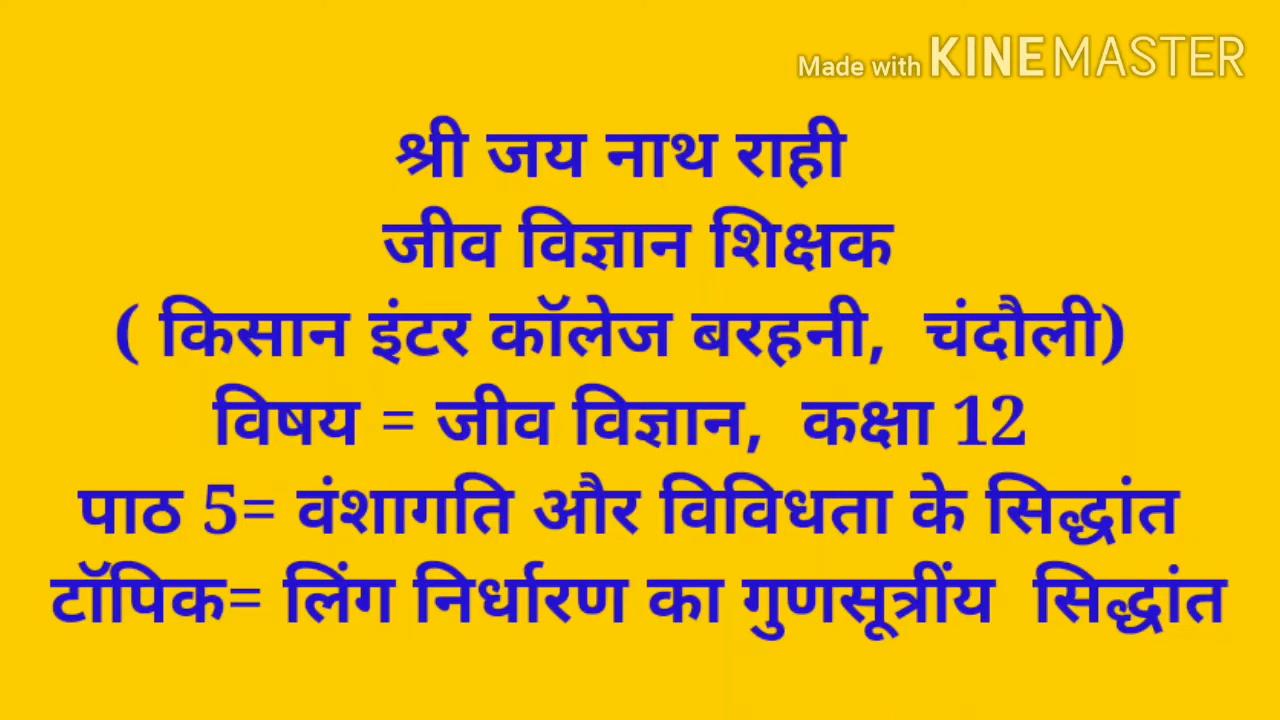 Made with KINEMASTER
श्री जय नाथ राही
जीव विज्ञान शिक्षक
( किसान इंटर कॉलेज बरहनी, चंदौली)
विषय = जीव विज्ञान, कक्षा 12
पाठ 5= वंशागति और विविधता के सिद्धांत
टॉपिक= लिंग निर्धारण का गुणसूत्रींय सिद्धांत